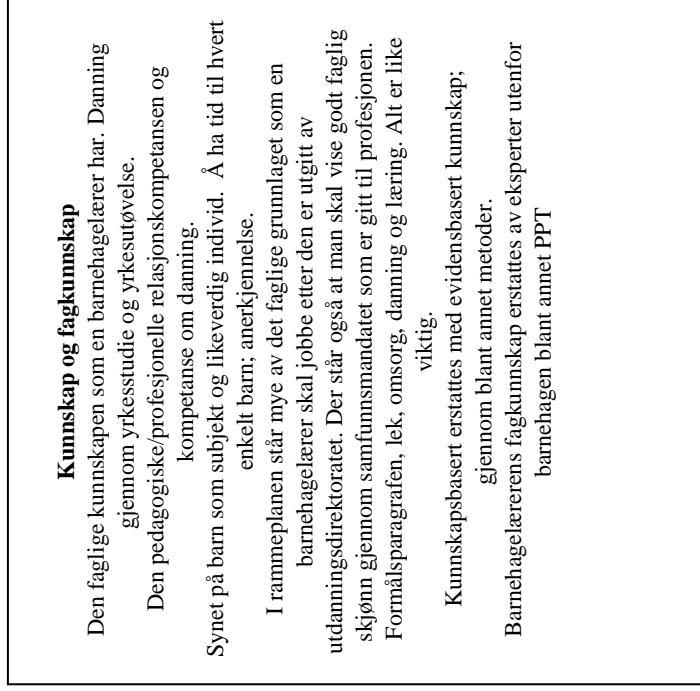 Kunnskap og fagkunnskap
Den faglige kunnskapen som en barnehagelærer har. Danning
gjennom yrkesstudie og yrkesutøvelse.
Den pedagogiske/profesjonelle relasjonskompetansen og
kompetanse om danning.
Synet på barn som subjekt og likeverdig individ.  Å ha tid til hvert
enkelt barn; anerkjennelse.
I rammeplanen står mye av det faglige grunnlaget som en
barnehagelærer skal jobbe etter den er utgitt av
utdanningsdirektoratet. Der står også at man skal vise godt faglig
skjønn gjennom samfunnsmandatet som er gitt til profesjonen.
Formålsparagrafen, lek, omsorg, danning og læring. Alt er like
viktig.
Kunnskapsbasert erstattes med evidensbasert kunnskap;
gjennom blant annet metoder.
Barnehagelærerens fagkunnskap erstattes av eksperter utenfor
barnehagen blant annet PPT